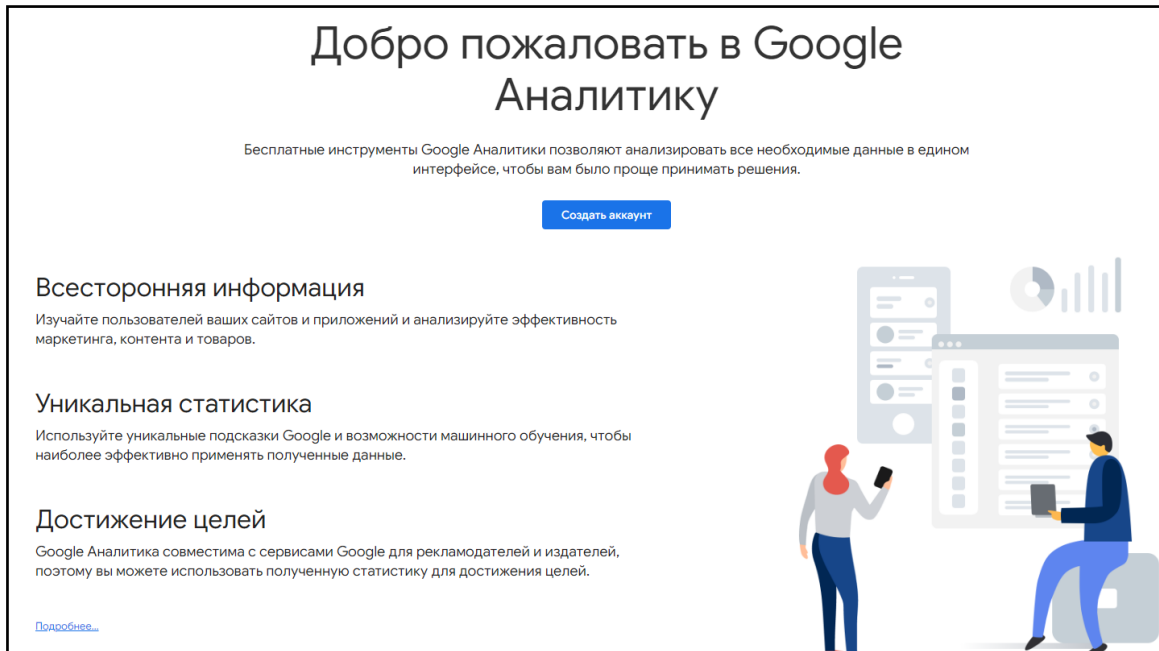 Добро пожаловать в Google
Аналитику
Бесплатные инструменты Google Аналитики позволяют анализировать все необходимые данные в едином
интерфейсе, чтобы вам было проще принимать решения.
Создать аккаунт
Всесторонняя информация
Изучайте пользователей ваших сайтов и приложений и анализируйте эффективность
маркетинга, контента и товаров.
Уникальная статистика
Используйте уникальные подсказки Google и возможности машинного обучения, чтобы
наиболее эффективно применять полученные данные.
Достижение целей
Google Аналитика совместима с сервисами Google для рекламодателей и издателей,
поэтому вы можете использовать полученную статистику для достижения целей.
Подробнее...